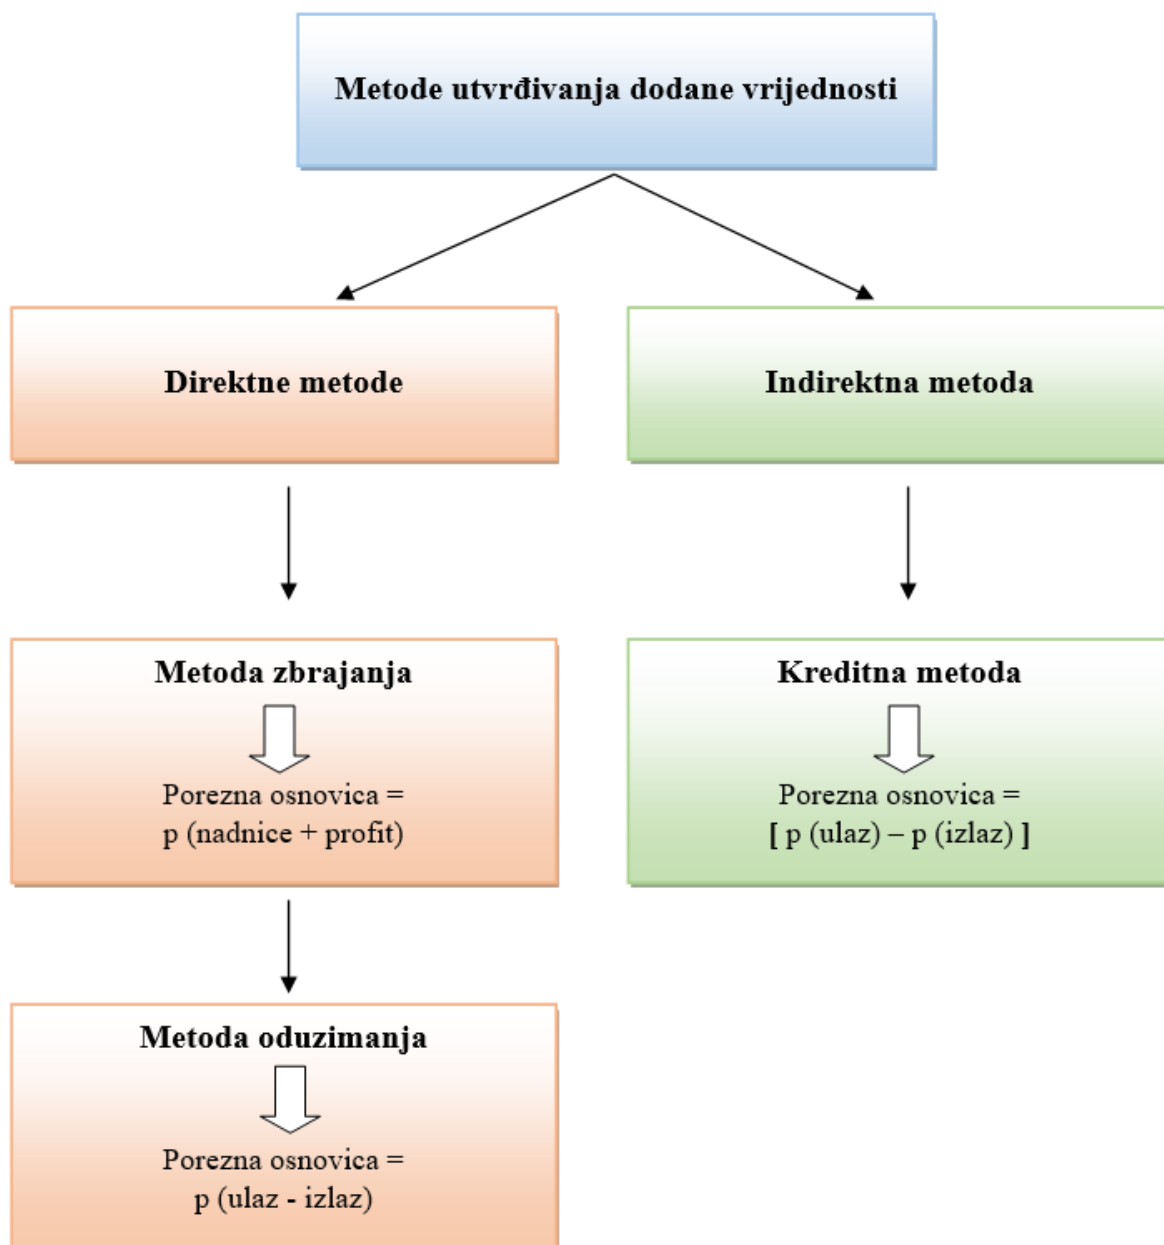 Metode utvrđivanja dodane vrijednosti
Direktne metode
Indirektna metoda
Metoda zbrajanja
Porezna osnovica =
p (nadnice + profit)
Kreditna metoda
Porezna osnovica =
[ p (ulaz) – p (izlaz) ]
Metoda oduzimanja
Porezna osnovica =
p (ulaz - izlaz)